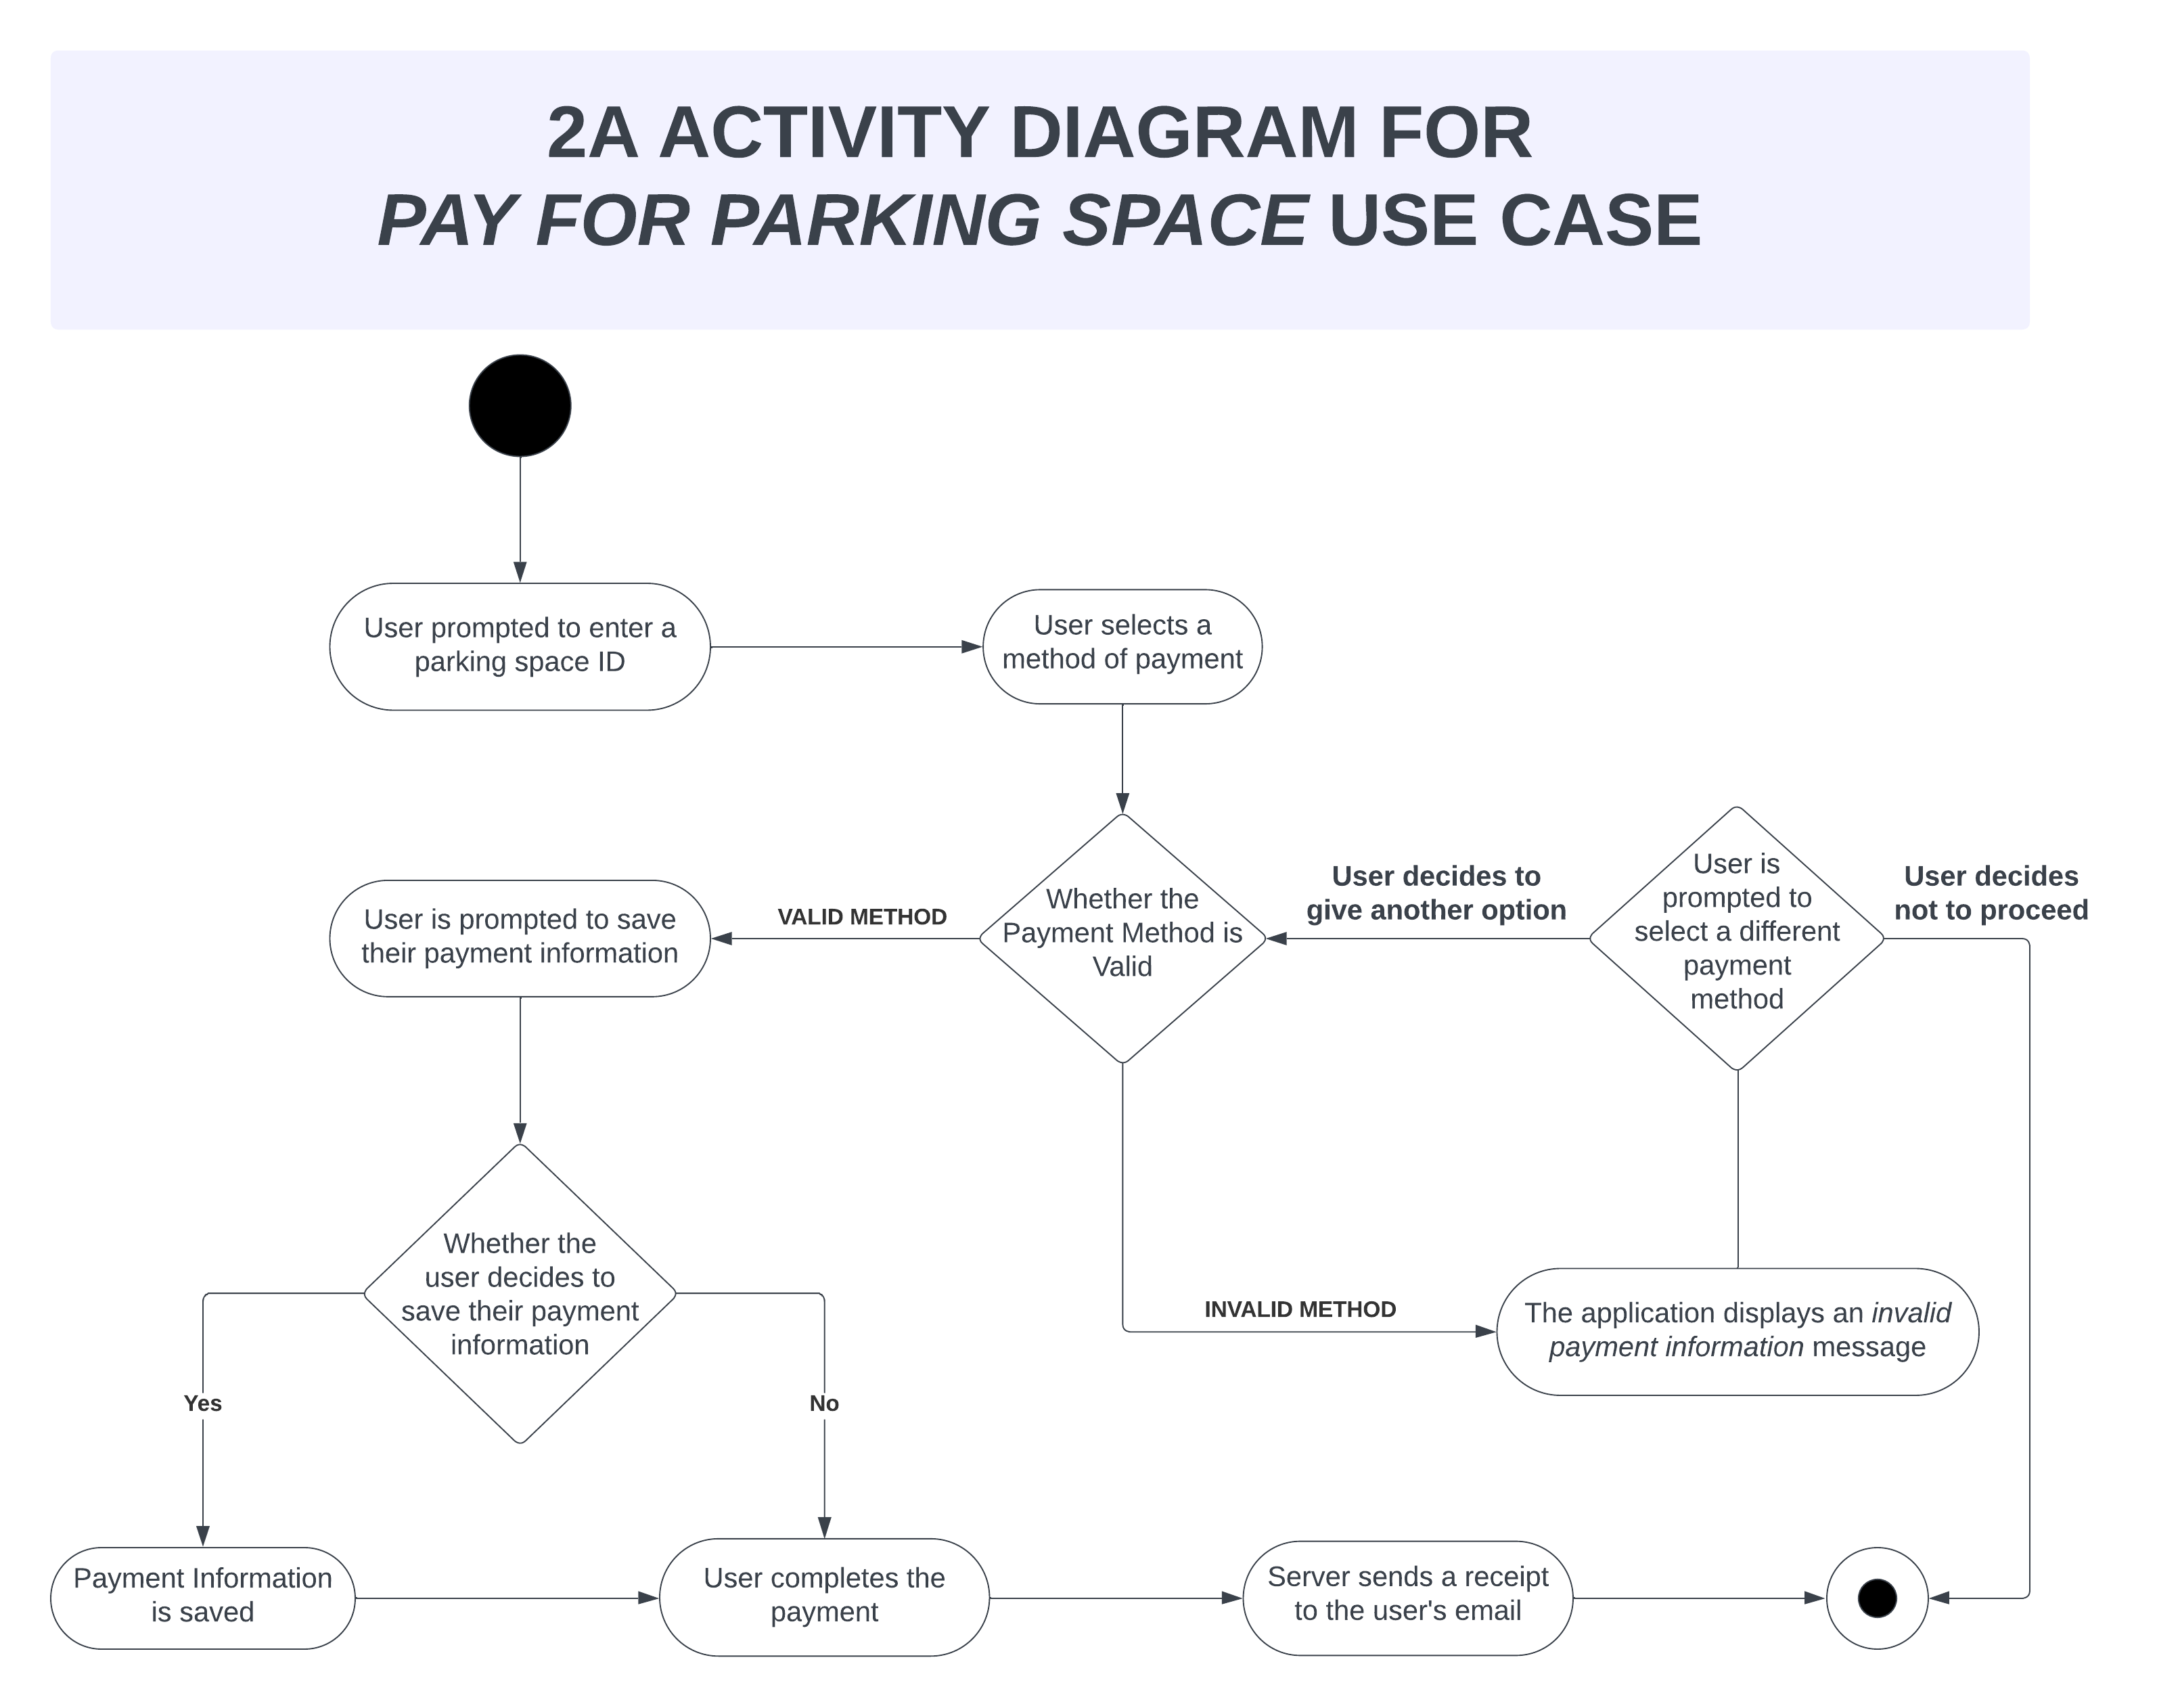 2A ACTIVITY DIAGRAM FOR
PAY FOR PARKING SPACE USE CASE
User prompted to enter a
parking space ID
User selects a
method of payment
User is prompted to save
their payment information
VALID METHOD
Whether the
Payment Method is
Valid
User decides to
give another option
User is
prompted to
select a different
payment
method
User decides
not to proceed
Whether the
user decides to
save their payment
information
INVALID METHOD
The application displays an invalid
payment information message
Yes
No
Payment Information
is saved
User completes the
payment
Server sends a receipt
to the user's email